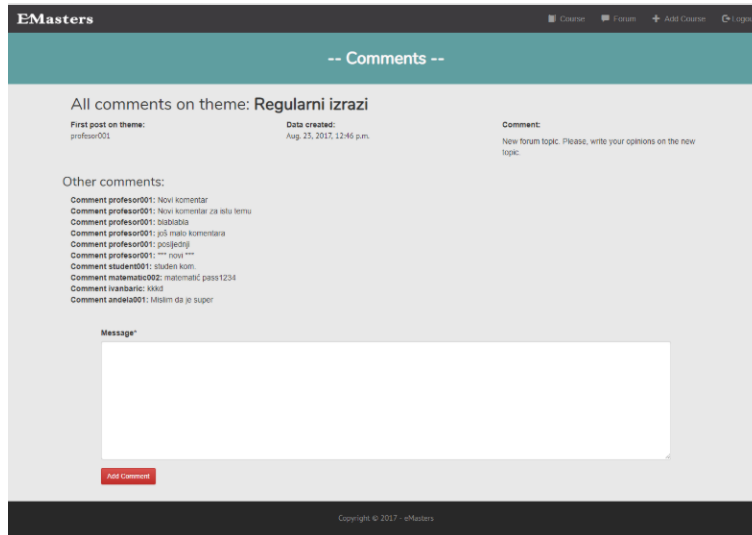 EMasters
Course
Forum
Add Course
Logou
-- Comments --
All comments on theme: Regularni izrazi
First post on theme:
profesor001
Data created:
Aug. 23, 2017, 12:46 p.m.
Comment:
New forum topic. Please, write your opinions on the new
topic.
Other comments:
Comment profesor001: Novi komentar
Comment profesor001: Novi komentar za istu temu
Comment profesor001: blablabla
Comment profesor001: još malo komentara
Comment profesor001: posljednji
Comment profesor001: *** novi ***
Comment student001: studen kom.
Comment matematic002: matematić pass1234
Comment ivanbaric: kkkd
Comment andela001: Mislim da je super
Message*
Add Comment
Copyright © 2017 - eMasters